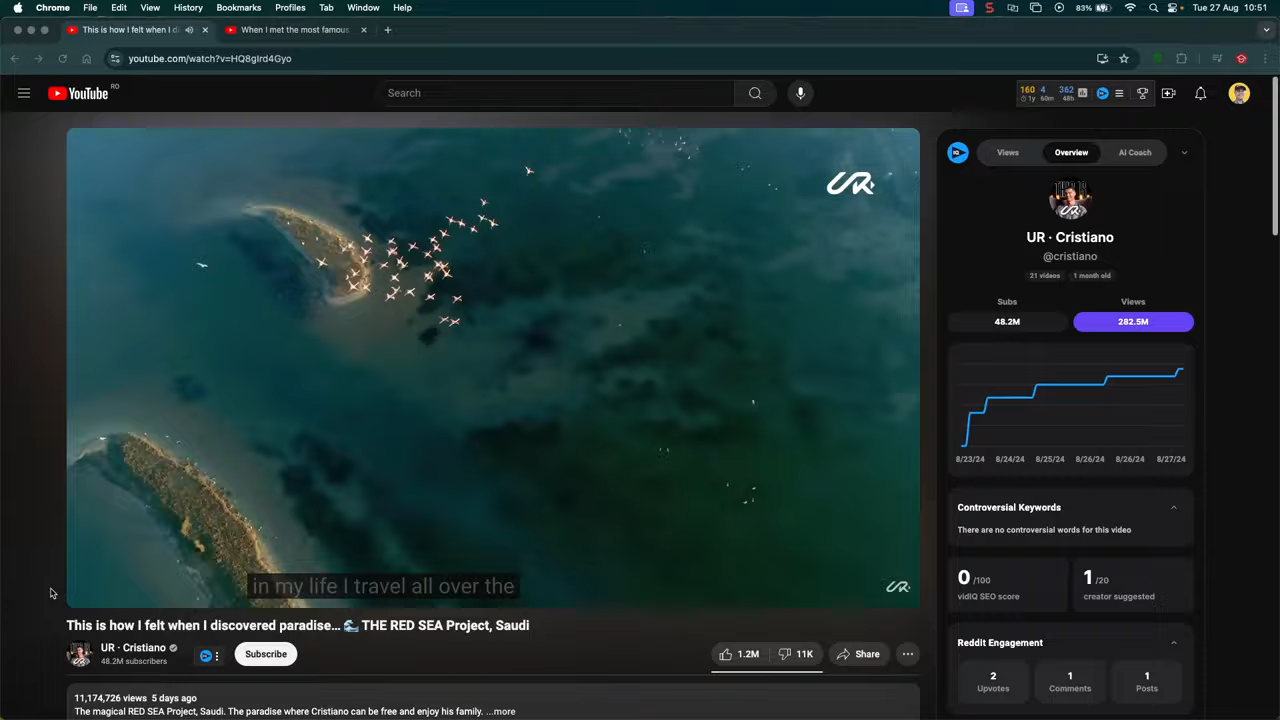 Chrome File Edit View History Bookmarks Profiles Tab Window Help 83% Tue 27 Aug 10:51
This is how I felt when I di
When I met the most famous
youtube.com/watch?v=HQ8gIrd4Gyo
YouTube RO
Search
160 4 362
1y 60m 48h
UR
in my life I travel all over the
UR
This is how I felt when I discovered paradise... 🌊 THE RED SEA Project, Saudi
UR · Cristiano
48.2M subscribers
Subscribe
1.2M 11K Share
11,174,726 views 5 days ago
The magical RED SEA Project, Saudi. The paradise where Cristiano can be free and enjoy his family. ...more
IQ Views Overview AI Coach
UR · Cristiano
@cristiano
21 videos 1 month old
Subs Views
48.2M 282.5M
8/23/24 8/24/24 8/25/24 8/26/24 8/26/24 8/27/24
Controversial Keywords
There are no controversial words for this video
0 /100 1 /20
vidIQ SEO score creator suggested
Reddit Engagement
2 1 1
Upvotes Comments Posts